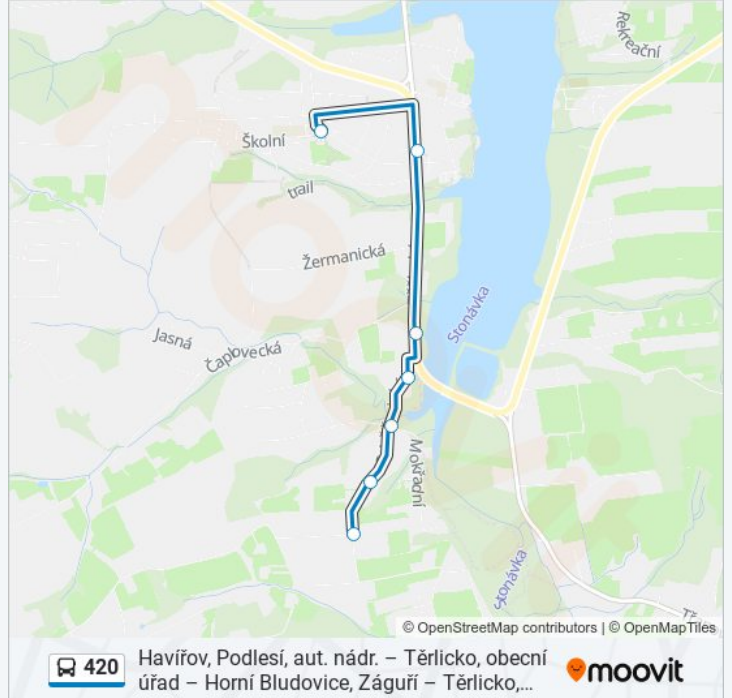 Rekreační
Školní
trail
Žermanická
Stonávka
Jasná
Čaplovecká
Mokřadní
Stonávka
© OpenStreetMap contributors | © OpenMapTiles
420
Havířov, Podlesí, aut. nádr. – Těrlicko, obecní
úřad – Horní Bludovice, Záguří – Těrlicko,...
moovit